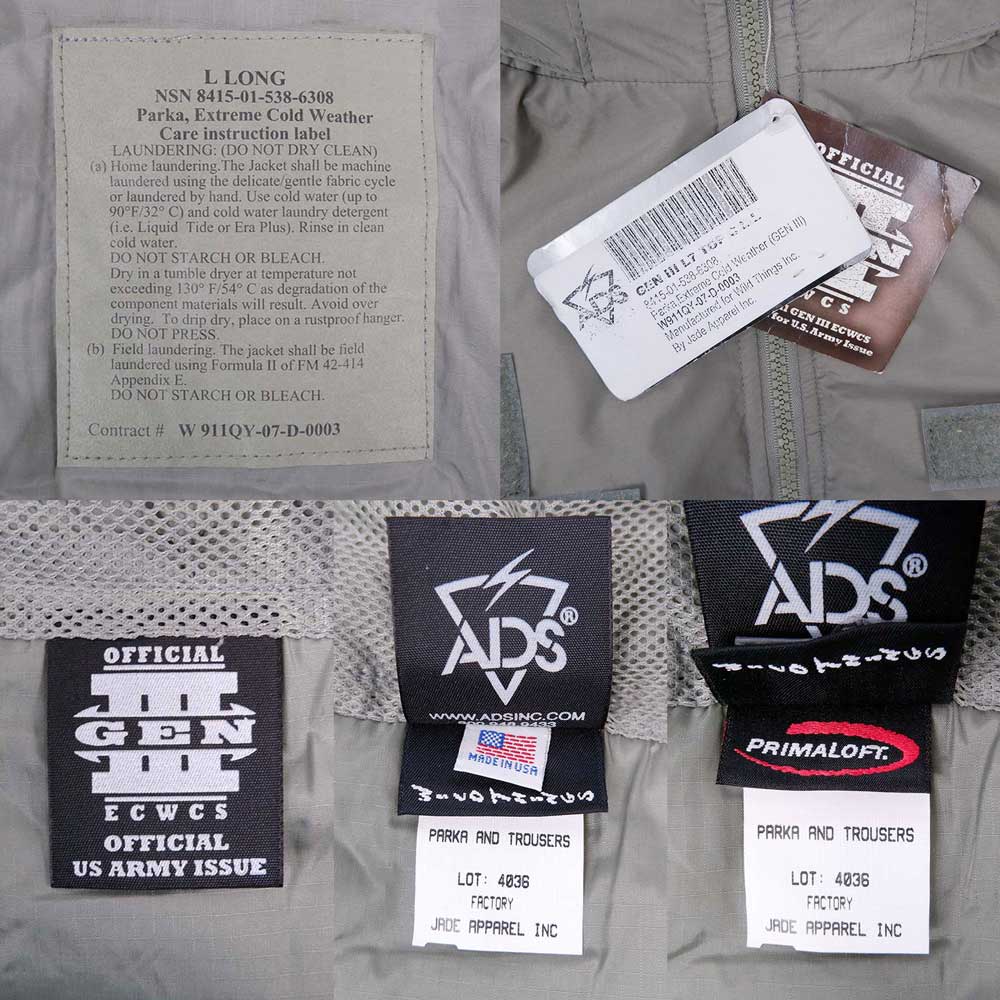 L LONG
NSN 8415-01-538-6308
Parka, Extreme Cold Weather
Care instruction label
LAUNDERING: (DO NOT DRY CLEAN)
(a) Home laundering. The Jacket shall be machine
laundered using the delicate/gentle fabric cycle
or laundered by hand. Use cold water (up to
90°F/32° C) and cold water laundry detergent
(i.e. Liquid Tide or Era Plus). Rinse in clean
cold water.
DO NOT STARCH OR BLEACH.
Dry in a tumble dryer at temperature not
exceeding 130° F/54° C as degradation of the
component materials will result. Avoid over
drying. To drip dry, place on a rustproof hanger.
DO NOT PRESS.
(b) Field laundering. The jacket shall be field
laundered using Formula II of FM 42-414
Appendix E.
DO NOT STARCH OR BLEACH.
Contract # W 911QY-07-D-0003
ADS
GEN III L7 TOP
8415-01-538-6308
Parka Extreme Cold Weather (GEN III)
W911QY-07-D-0003
Manufactured for Wild Things Inc.
By Jade Apparel Inc.
OFFICIAL
III
GEN
ECWCS
GEN III ECWCS
for U.S. Army Issue
OFFICIAL
III
GEN
III
ECWCS
OFFICIAL
US ARMY ISSUE
ADS®
WWW.ADSINC.COM
MADE IN USA
PARKA AND TROUSERS
LOT: 4036
FACTORY
JADE APPAREL INC
ADS®
PRIMALOFT.
PARKA AND TROUSERS
LOT: 4036
FACTORY
JADE APPAREL INC